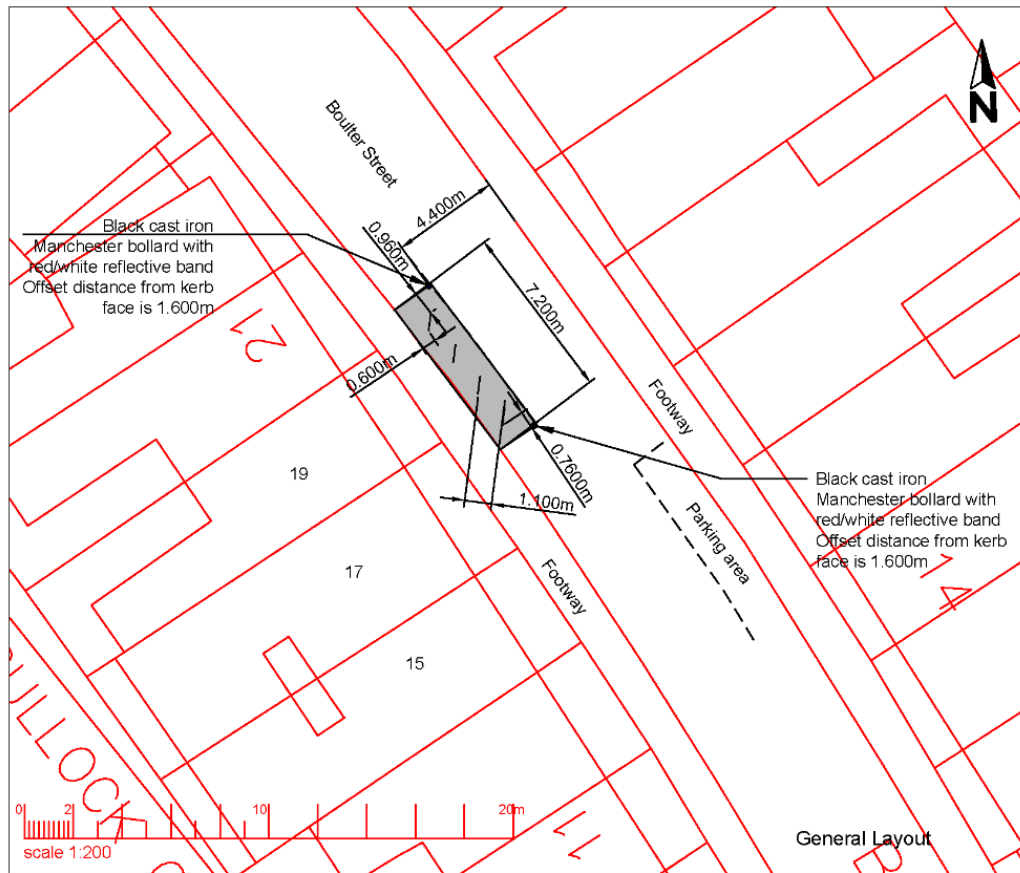 N
Boulter Street
4.400m
0.960m
7.200m
0.600m
0.7600m
1.100m
Black cast iron
Manchester bollard with
red/white reflective band
Offset distance from kerb
face is 1.600m
21
Footway
Black cast iron
Manchester bollard with
red/white reflective band
Offset distance from kerb
face is 1.600m
19
Parking area
14
17
Footway
15
11
0 2 10 20m
scale 1:200
General Layout
B